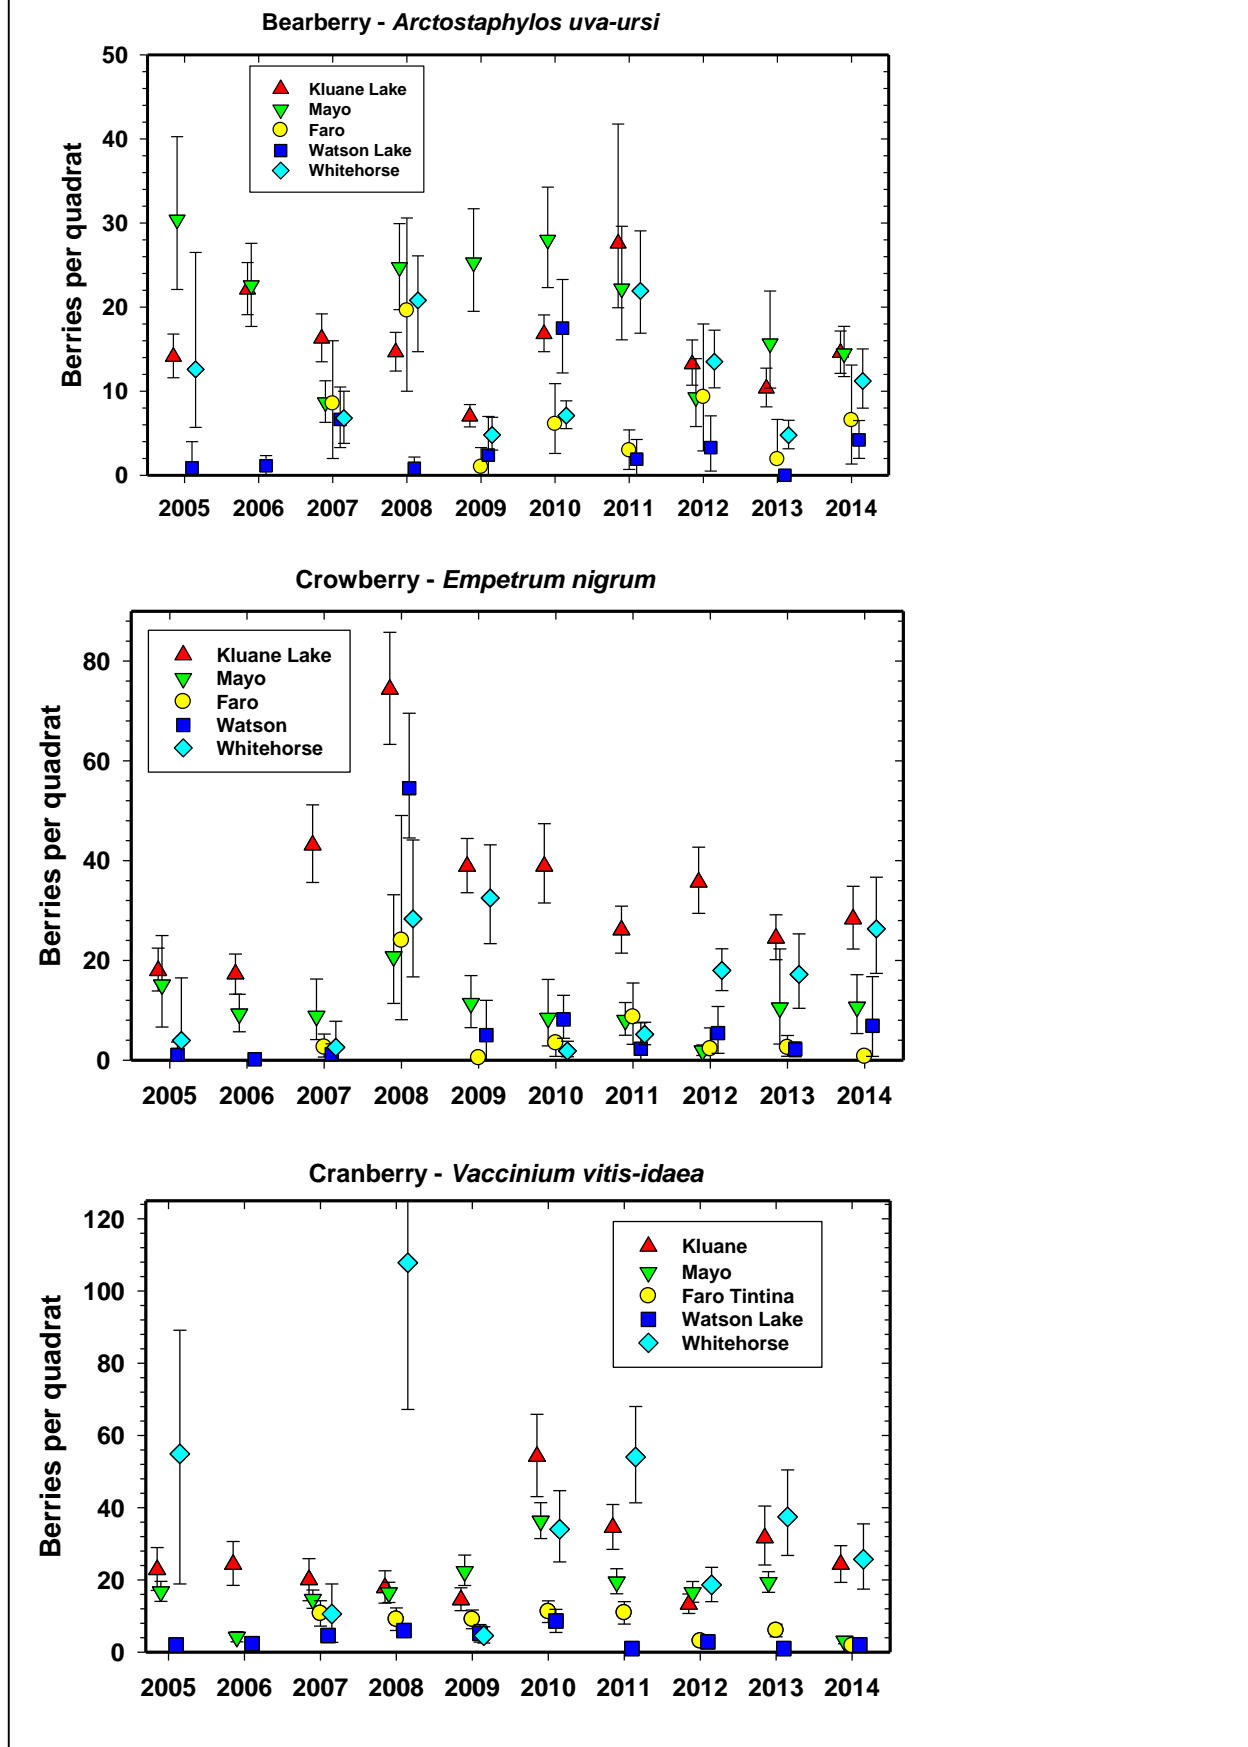 Bearberry - Arctostaphylos uva-ursi
Berries per quadrat
50
40
30
20
10
0
Kluane Lake
Mayo
Faro
Watson Lake
Whitehorse
2005 2006 2007 2008 2009 2010 2011 2012 2013 2014
Crowberry - Empetrum nigrum
Berries per quadrat
80
60
40
20
0
Kluane Lake
Mayo
Faro
Watson
Whitehorse
2005 2006 2007 2008 2009 2010 2011 2012 2013 2014
Cranberry - Vaccinium vitis-idaea
Berries per quadrat
120
100
80
60
40
20
0
Kluane
Mayo
Faro Tintina
Watson Lake
Whitehorse
2005 2006 2007 2008 2009 2010 2011 2012 2013 2014